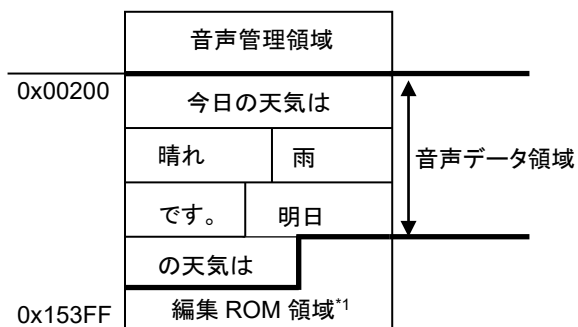 音声管理領域
0x00200
今日の天気は
晴れ 雨
音声データ領域
です。 明日
の天気は
0x153FF
編集 ROM 領域*1